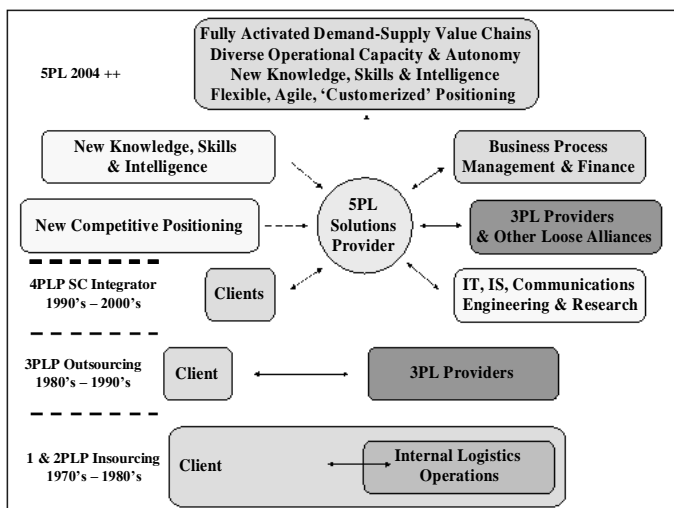 Fully Activated Demand-Supply Value Chains
Diverse Operational Capacity & Autonomy
New Knowledge, Skills & Intelligence
Flexible, Agile, ‘Customerized’ Positioning
5PL 2004 ++
New Knowledge, Skills
& Intelligence
Business Process
Management & Finance
New Competitive Positioning
5PL
Solutions
Provider
3PL Providers
& Other Loose Alliances
4PLP SC Integrator
1990’s – 2000’s
Clients
IT, IS, Communications
Engineering & Research
3PLP Outsourcing
1980’s – 1990’s
Client
3PL Providers
1 & 2PLP Insourcing
1970’s – 1980’s
Client
Internal Logistics
Operations